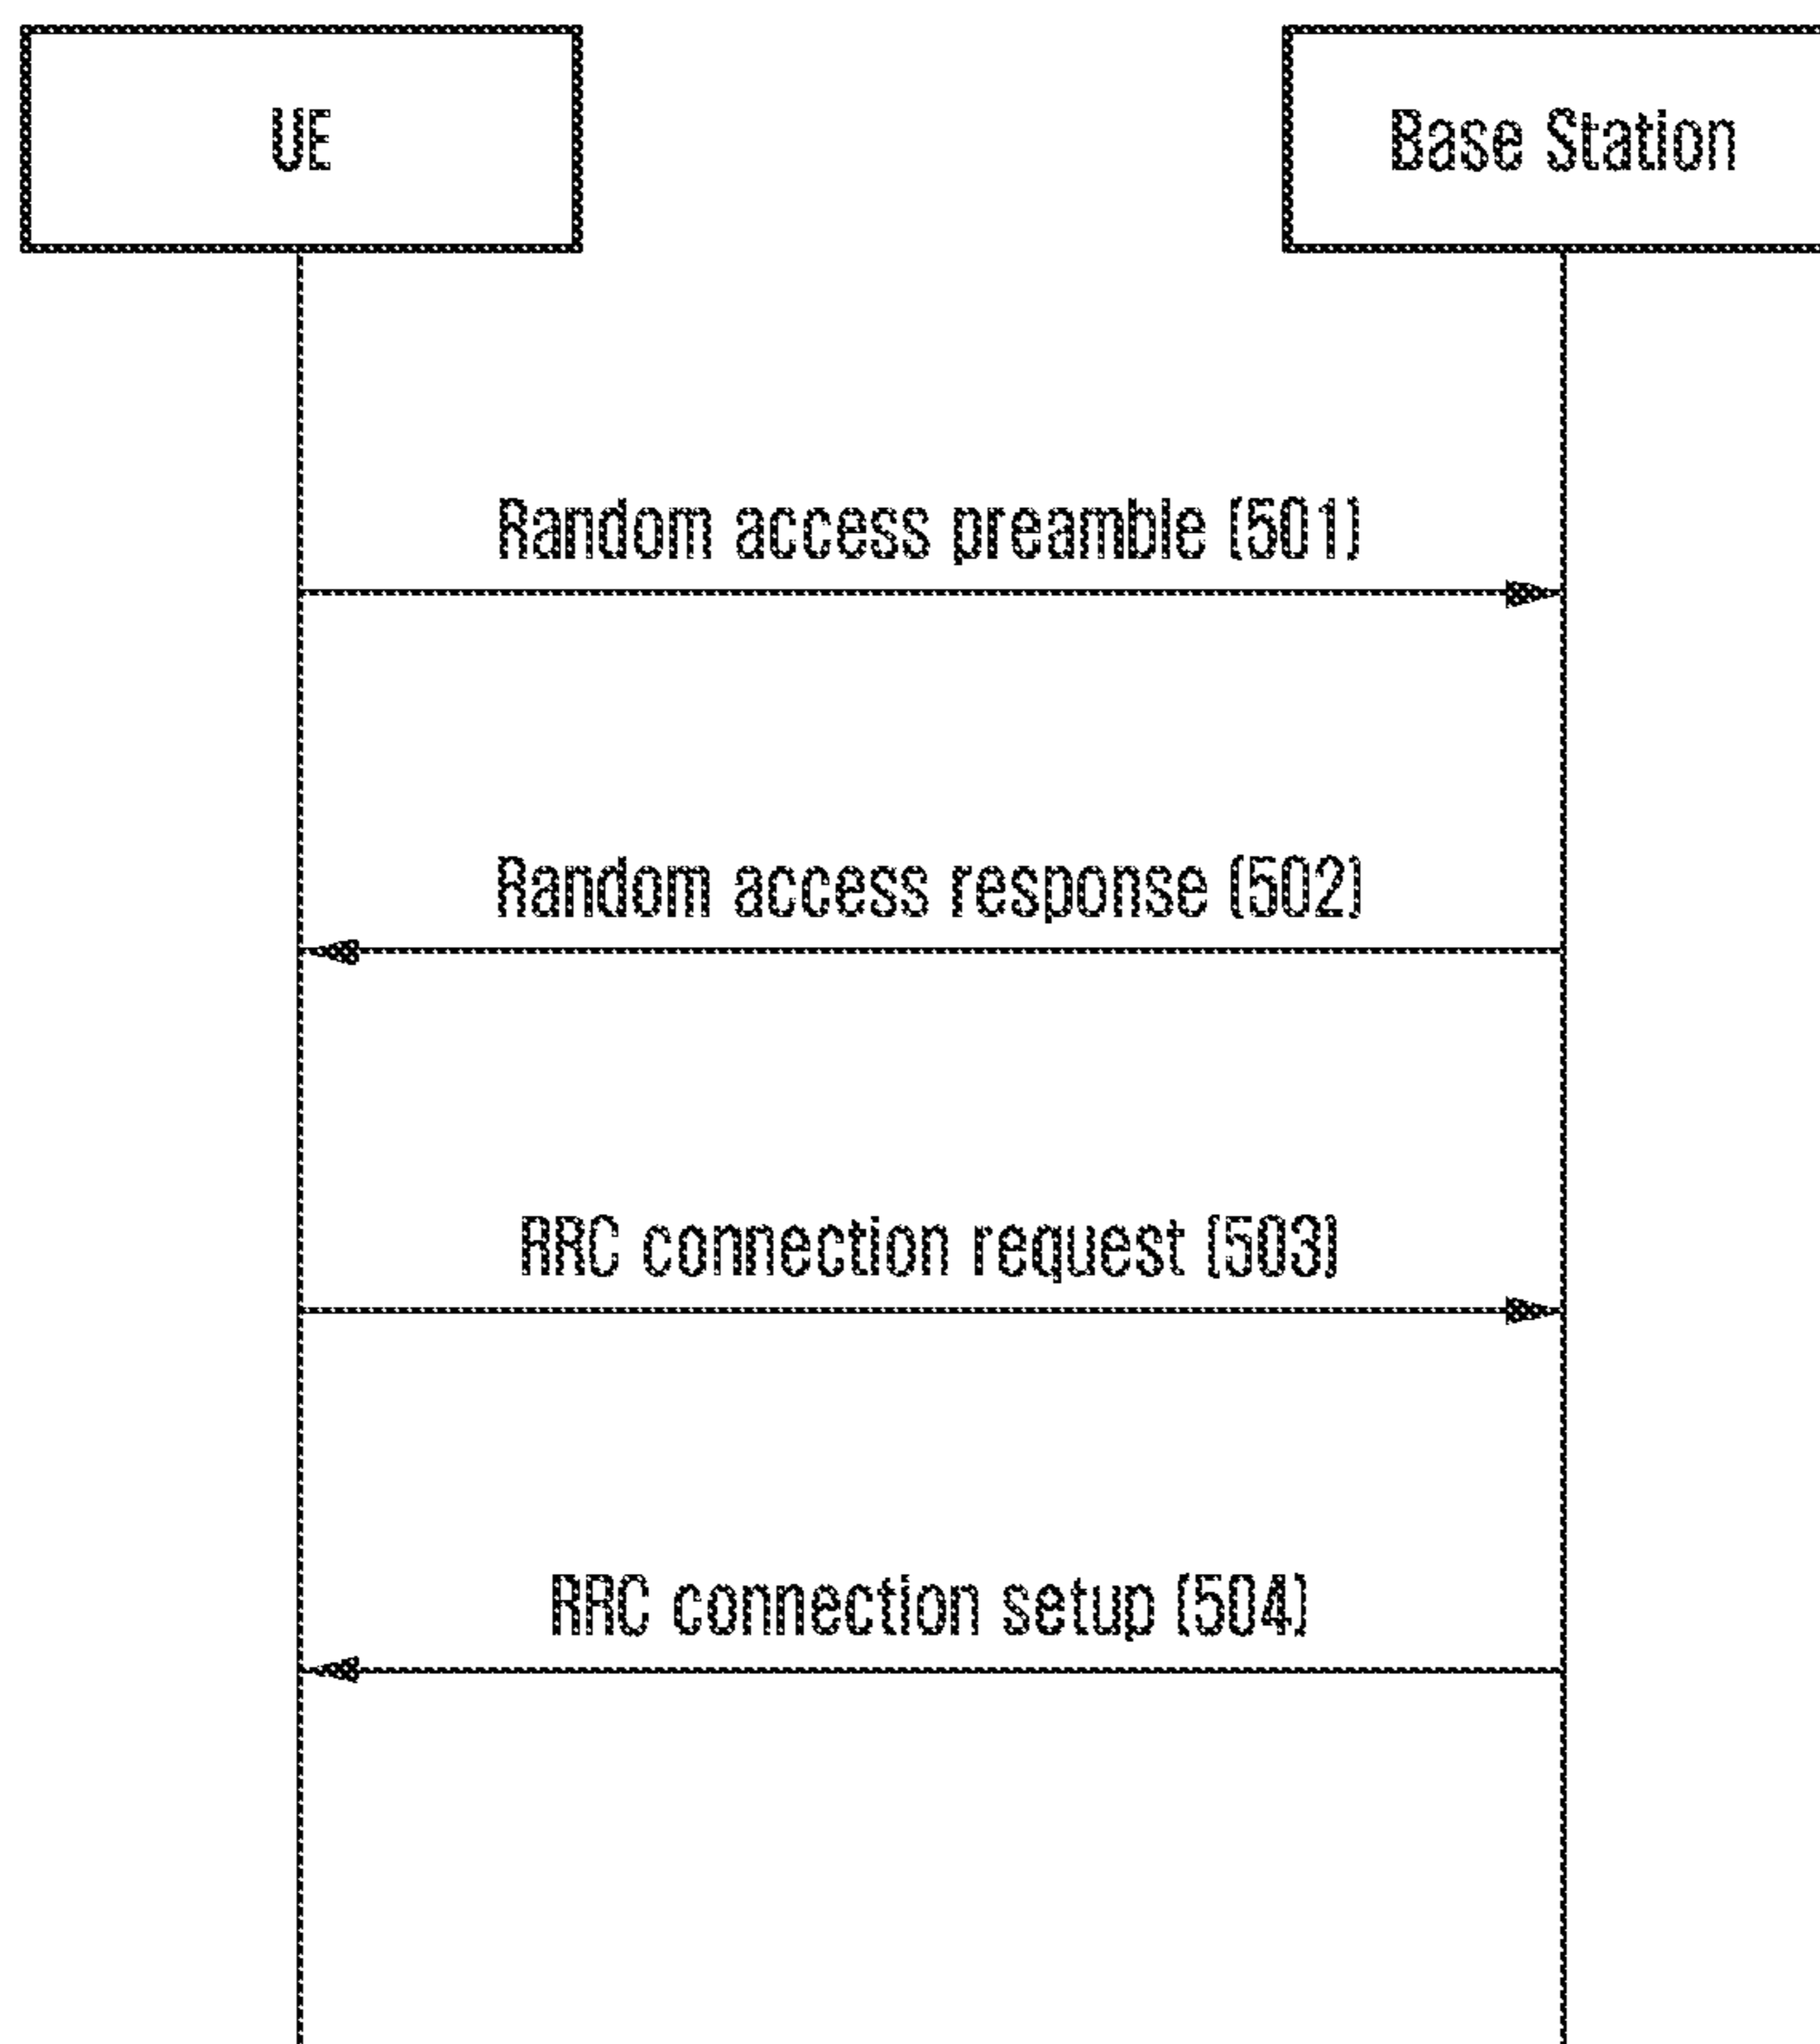 UE
Base Station
Random access preamble (501)
Random access response (502)
RRC connection request (503)
RRC connection setup (504)